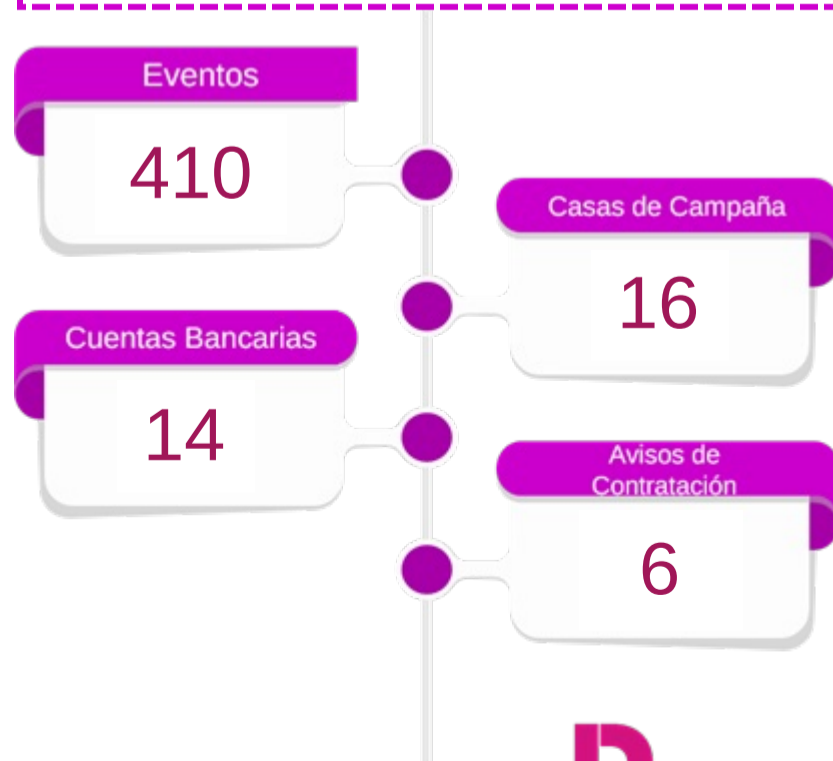 Eventos
410
Casas de Campaña
16
Cuentas Bancarias
14
Avisos de
Contratación
6